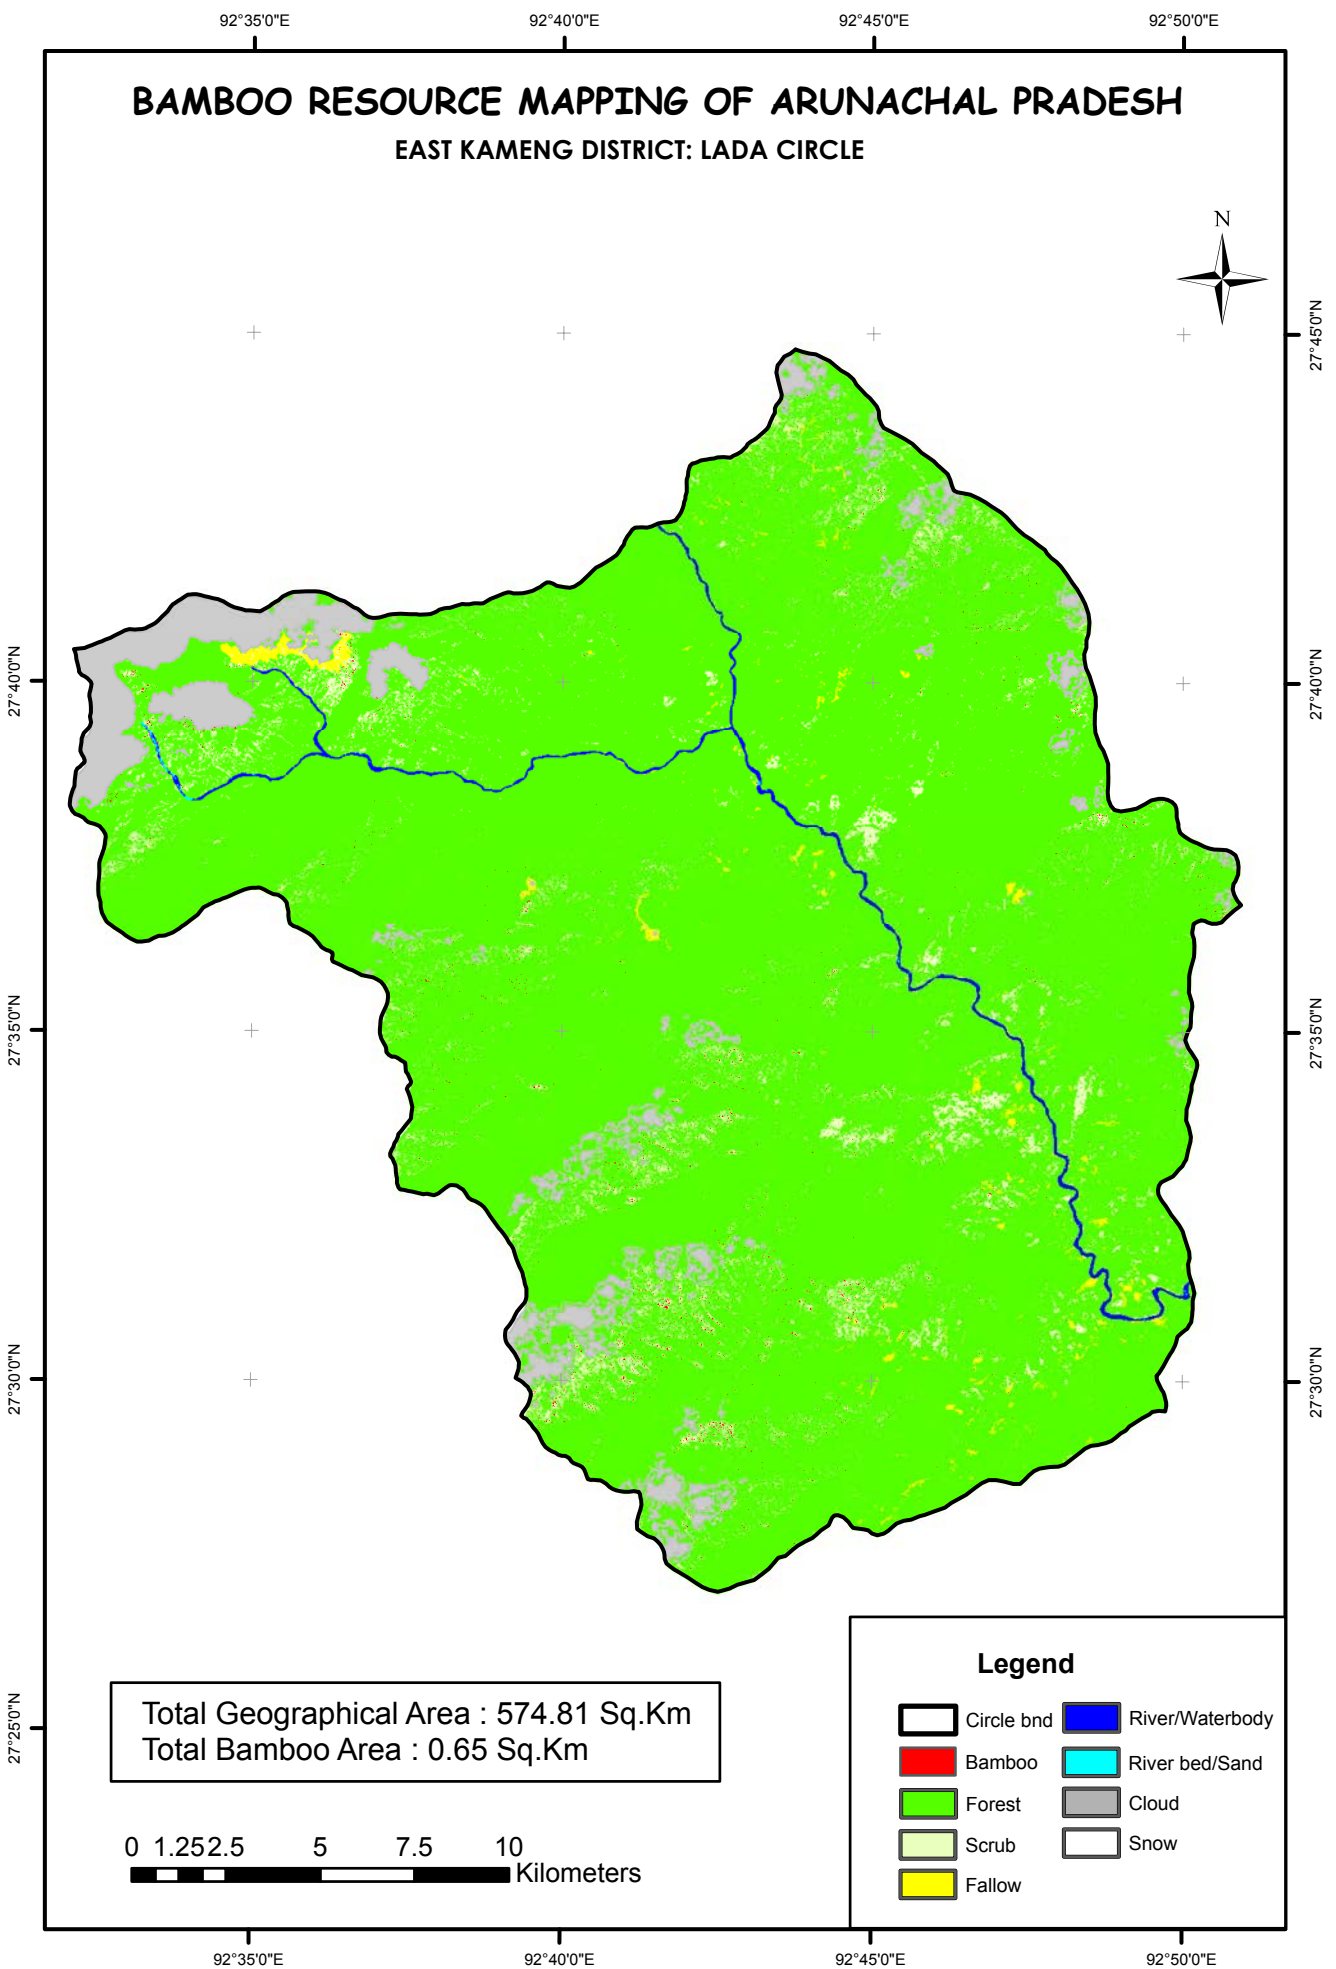 92°35'0"E 92°40'0"E 92°45'0"E 92°50'0"E
BAMBOO RESOURCE MAPPING OF ARUNACHAL PRADESH
EAST KAMENG DISTRICT: LADA CIRCLE
N
27°45'0"N
27°40'0"N 27°40'0"N
27°35'0"N 27°35'0"N
27°30'0"N 27°30'0"N
27°25'0"N
Total Geographical Area : 574.81 Sq.Km
Total Bamboo Area : 0.65 Sq.Km
0 1.25 2.5 5 7.5 10
Kilometers
Legend
Circle bnd River/Waterbody
Bamboo River bed/Sand
Forest Cloud
Scrub Snow
Fallow
92°35'0"E 92°40'0"E 92°45'0"E 92°50'0"E